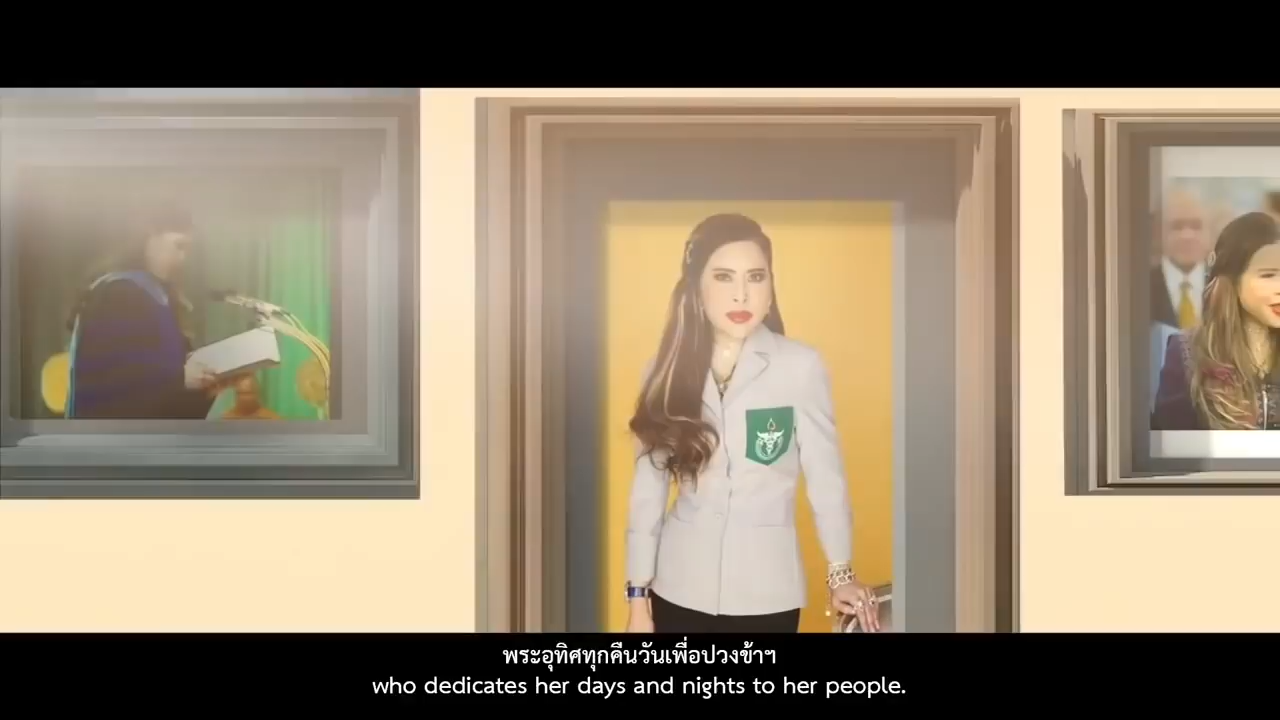 พระอุทิศทุกคืนวันเพื่อปวงข้าฯ
who dedicates her days and nights to her people.